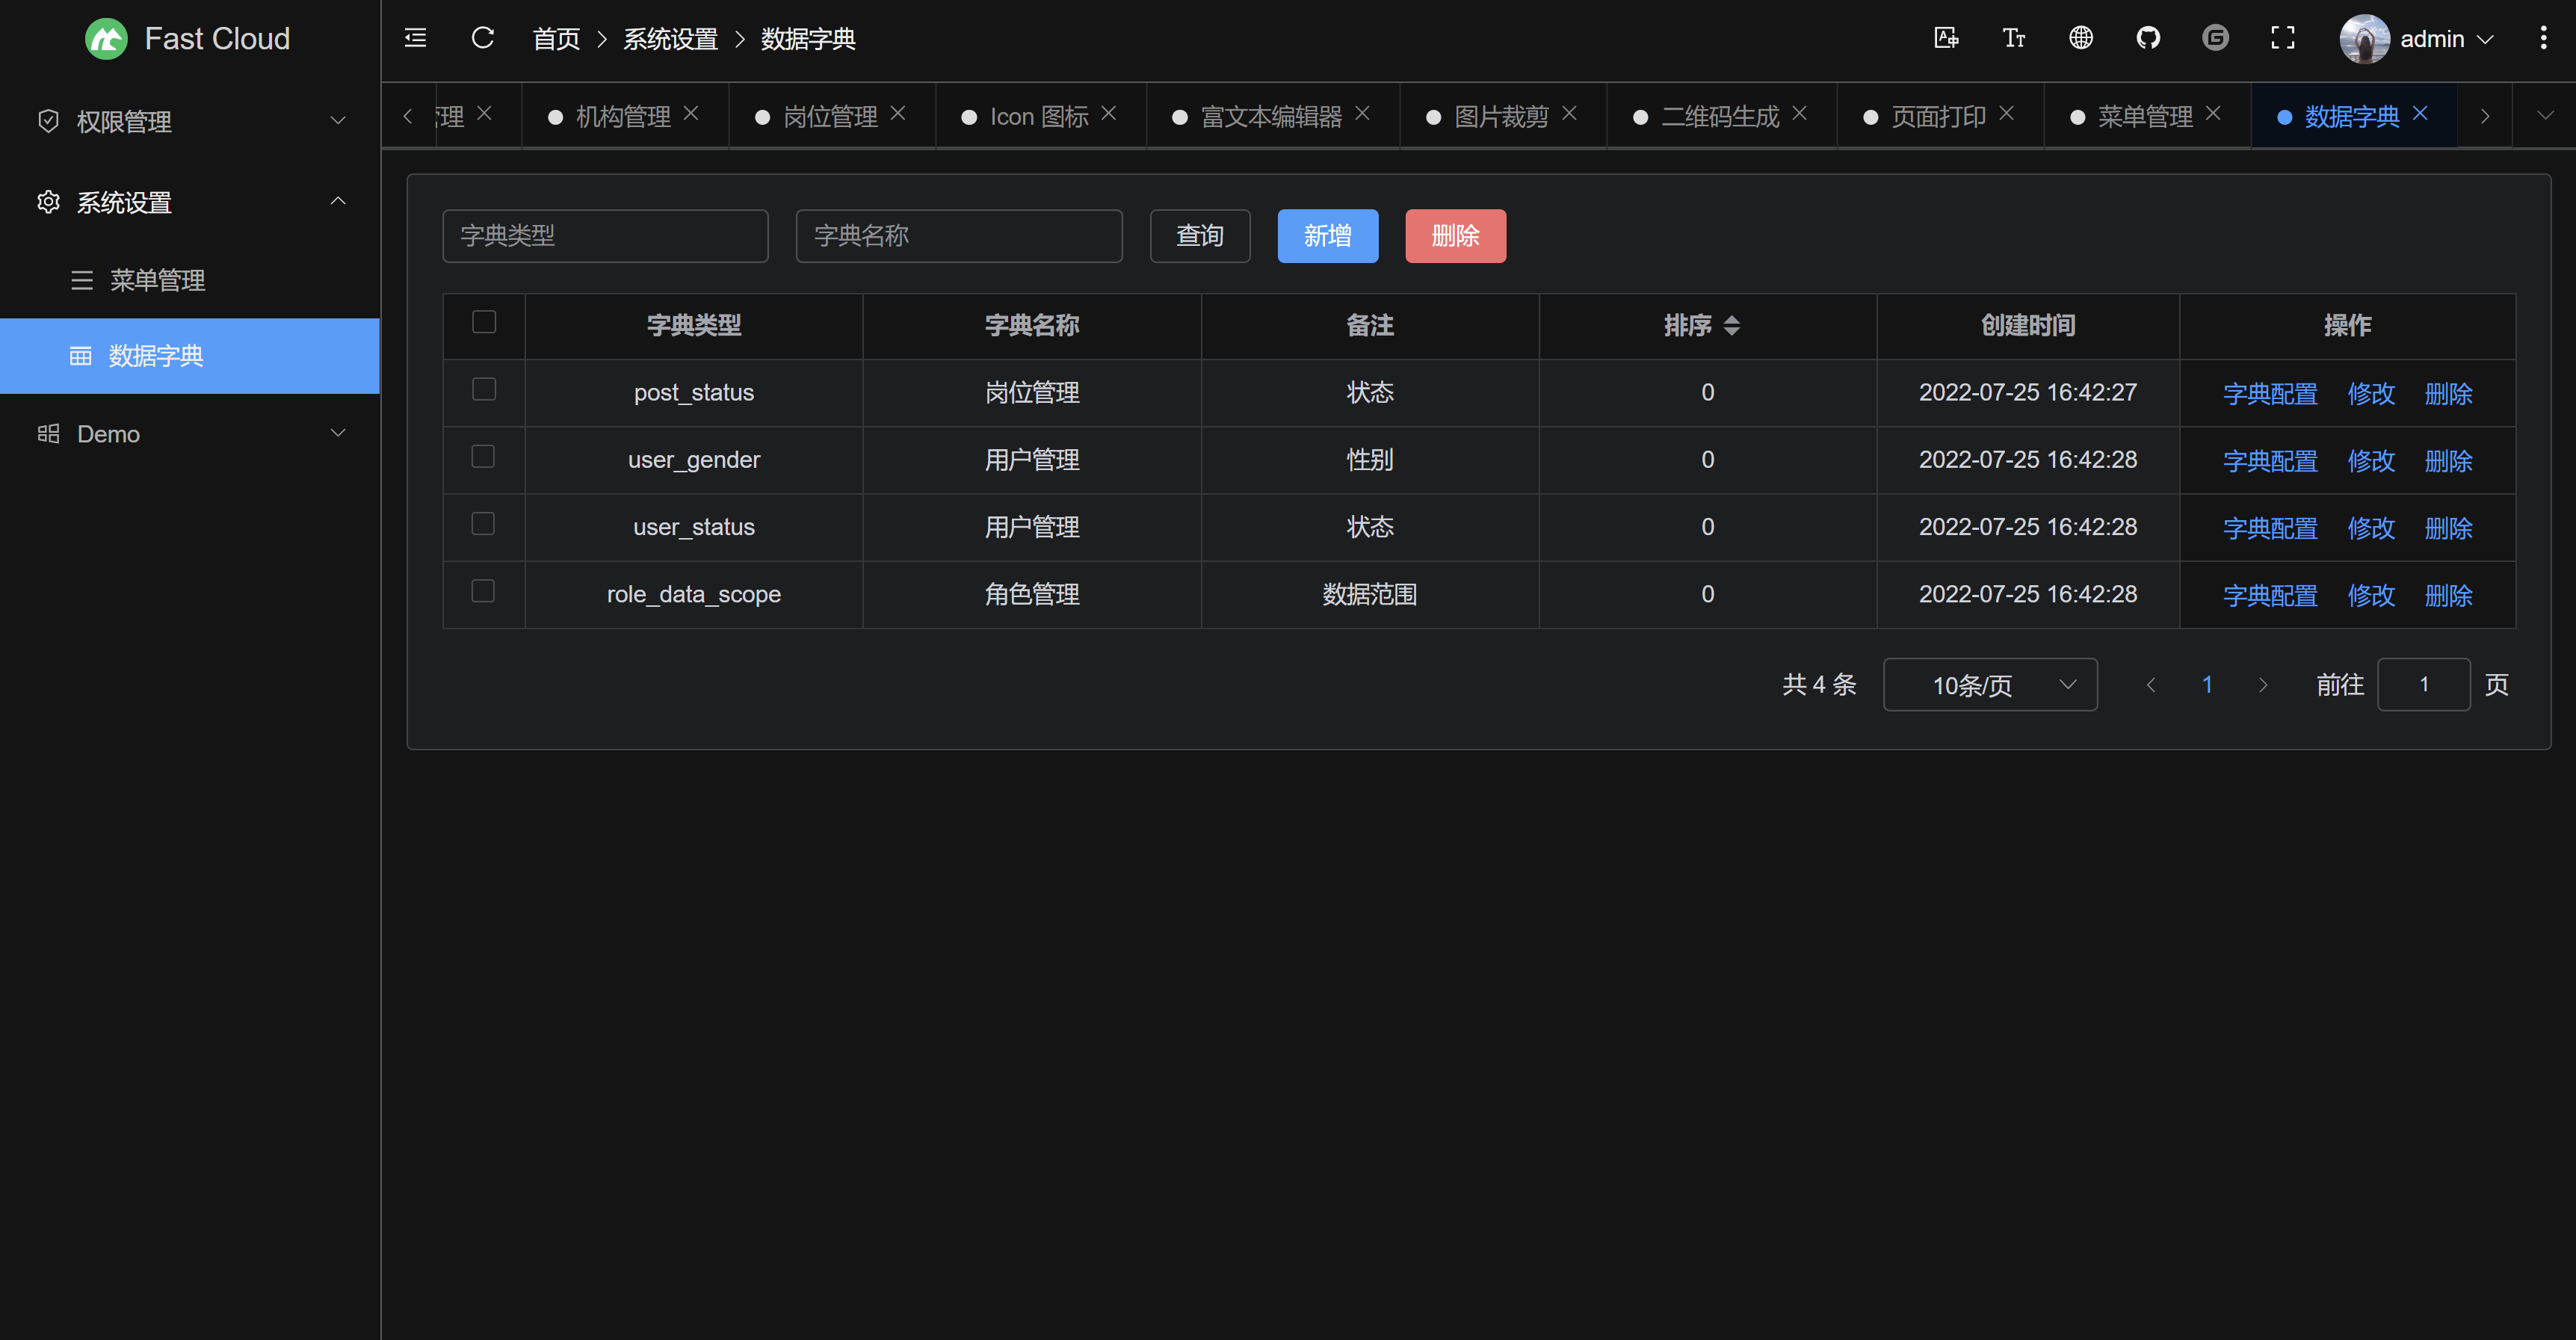 Fast Cloud
首页 系统设置 数据字典
admin
机构管理 岗位管理 Icon 图标 富文本编辑器 图片裁剪 二维码生成 页面打印 菜单管理 数据字典
权限管理
系统设置
菜单管理
数据字典
Demo
字典类型 字典名称 查询 新增 删除
字典类型 字典名称 备注 排序 创建时间 操作
post_status 岗位管理 状态 0 2022-07-25 16:42:27 字典配置 修改 删除
user_gender 用户管理 性别 0 2022-07-25 16:42:28 字典配置 修改 删除
user_status 用户管理 状态 0 2022-07-25 16:42:28 字典配置 修改 删除
role_data_scope 角色管理 数据范围 0 2022-07-25 16:42:28 字典配置 修改 删除
共 4 条 10条/页 1 前往 1 页